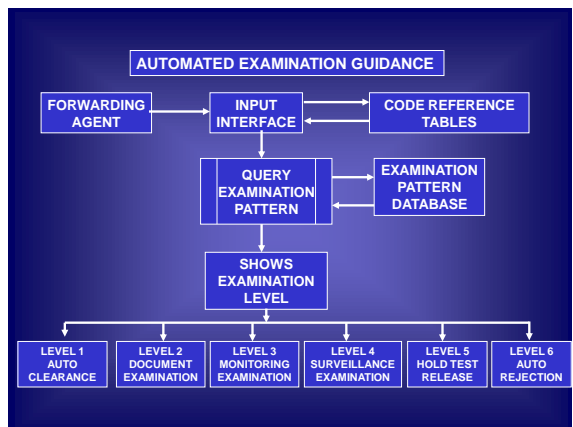 AUTOMATED EXAMINATION GUIDANCE
FORWARDING
AGENT
INPUT
INTERFACE
CODE REFERENCE
TABLES
QUERY
EXAMINATION
PATTERN
EXAMINATION
PATTERN
DATABASE
SHOWS
EXAMINATION
LEVEL
LEVEL 1
AUTO
CLEARANCE
LEVEL 2
DOCUMENT
EXAMINATION
LEVEL 3
MONITORING
EXAMINATION
LEVEL 4
SURVEILLANCE
EXAMINATION
LEVEL 5
HOLD TEST
RELEASE
LEVEL 6
AUTO
REJECTION